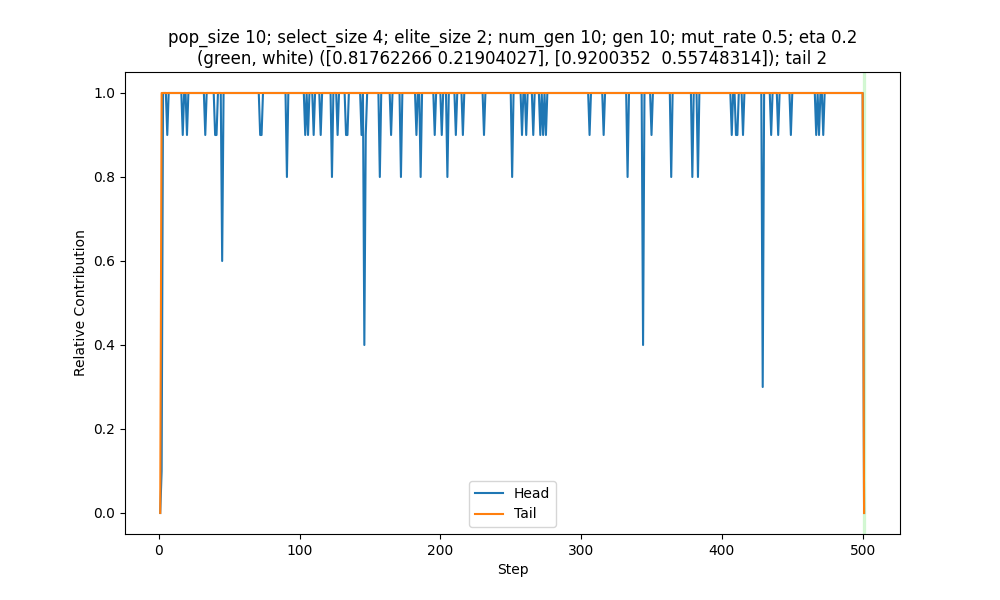 pop_size 10; select_size 4; elite_size 2; num_gen 10; gen 10; mut_rate 0.5; eta 0.2
(green, white) ([0.81762266 0.21904027], [0.9200352  0.55748314]); tail 2
1.0
0.8
0.6
0.4
0.2
0.0
Relative Contribution
Head
Tail
0 100 200 300 400 500
Step